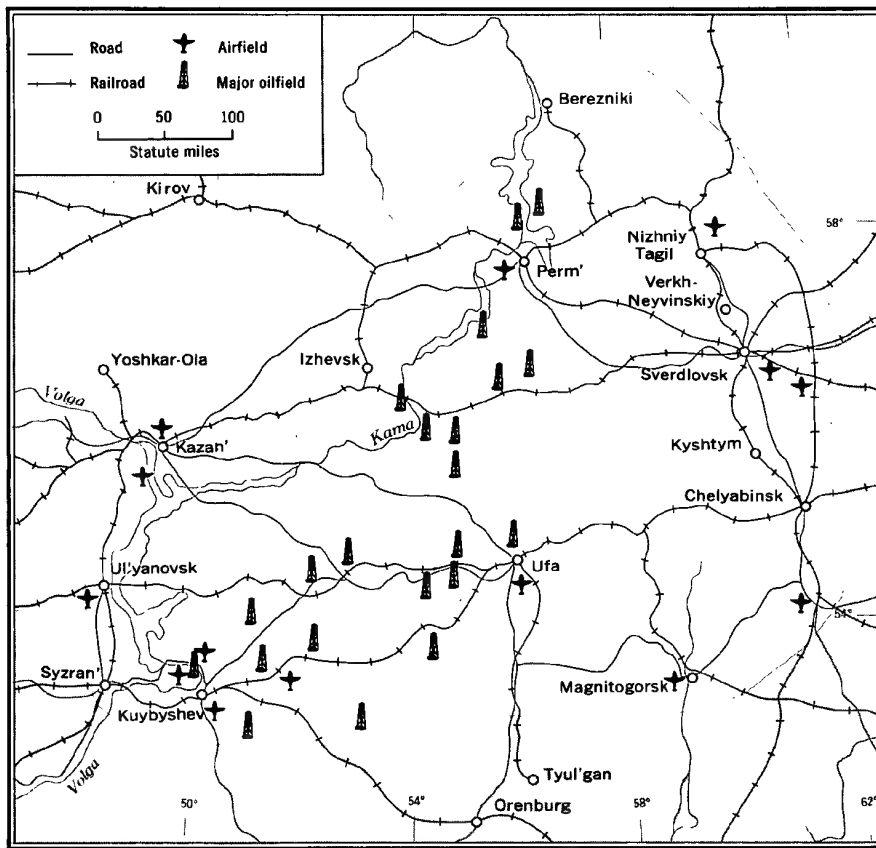 Road
Airfield
Railroad
Major oilfield
0 50 100
Statute miles
Berezniki
Kirov
58°
Nizhniy
Tagil
Perm'
Verkh-
Neyvinskiy
Yoshkar-Ola
Izhevsk
Sverdlovsk
Volga
Kama
Kazan'
Kyshtym
Chelyabinsk
Ul'yanovsk
Ufa
54°
Syzran'
Magnitogorsk
Kuybyshev
Volga
Tyul'gan
50°
54°
58°
62°
Orenburg